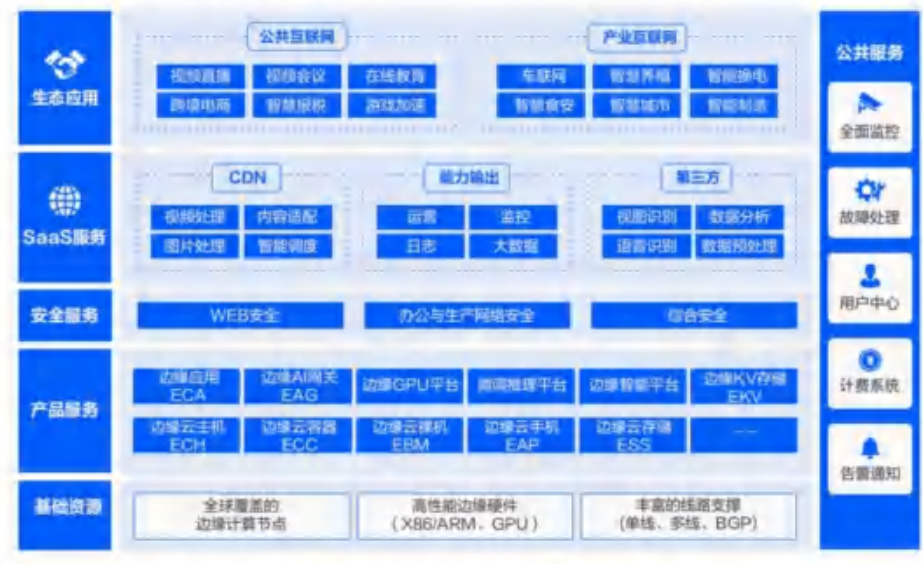 生态应用
公共互联网
视频直播 视频会议 在线教育
跨境电商 智慧报税 游戏加速
产业互联网
车联网 智慧养殖 智能换电
智慧食安 智慧城市 智能制造
SaaS服务
CDN
视频处理 内容适配
图片处理 智能调度
能力输出
运营 监控
日志 大数据
第三方
视图识别 数据分析
语音识别 数据预处理
安全服务
WEB安全 办公与生产网络安全 综合安全
产品服务
边缘应用
ECA
边缘AI网关
EAG
边缘GPU平台
微调推理平台
边缘智能平台
边缘KV存储
EKV
边缘云主机
ECH
边缘云容器
ECC
边缘云裸机
EBM
边缘云手机
EAP
边缘云存储
ESS
……
基础资源
全球覆盖的
边缘计算节点
高性能边缘硬件
（X86/ARM、GPU）
丰富的线路支撑
（单线、多线、BGP）
公共服务
全面监控
故障处理
用户中心
计费系统
告警通知